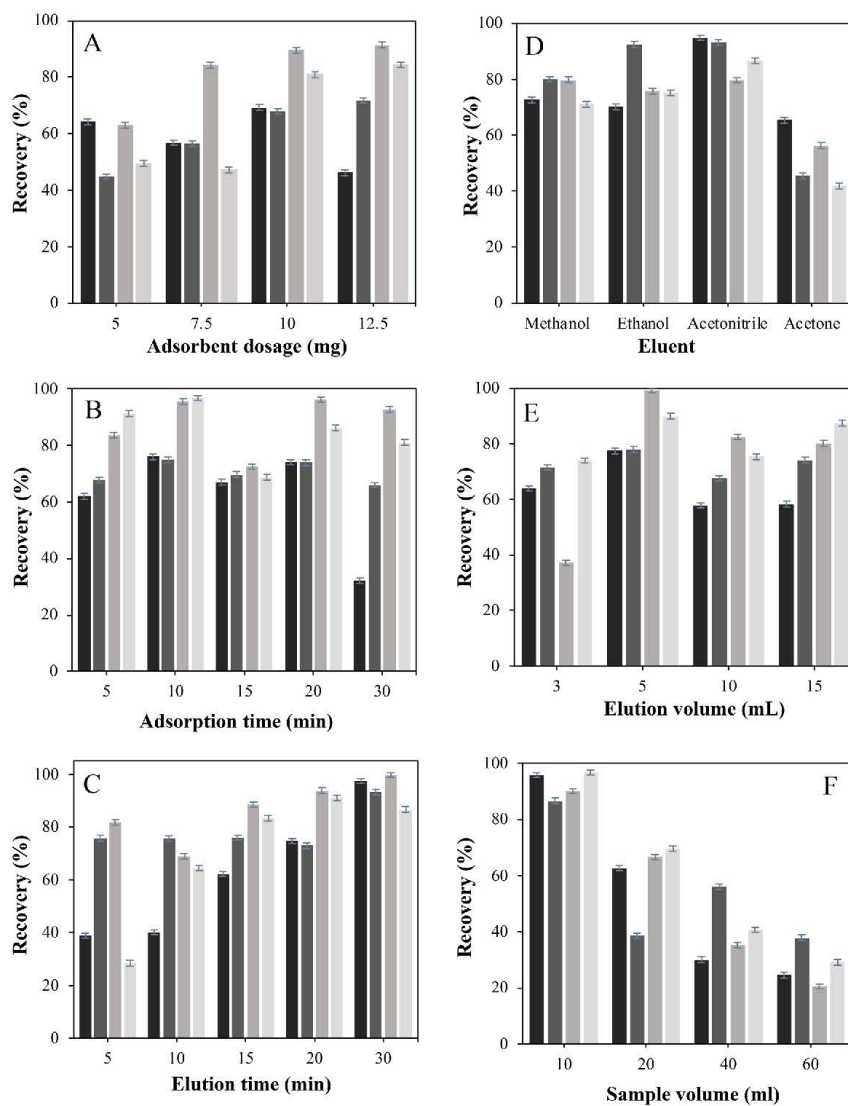 A
Recovery (%)
100
80
60
40
20
0
5 7.5 10 12.5
Adsorbent dosage (mg)
D
Recovery (%)
100
80
60
40
20
0
Methanol Ethanol Acetonitrile Acetone
Eluent
B
Recovery (%)
100
80
60
40
20
0
5 10 15 20 30
Adsorption time (min)
E
Recovery (%)
100
80
60
40
20
0
3 5 10 15
Elution volume (mL)
C
Recovery (%)
100
80
60
40
20
0
5 10 15 20 30
Elution time (min)
F
Recovery (%)
100
80
60
40
20
0
10 20 40 60
Sample volume (ml)